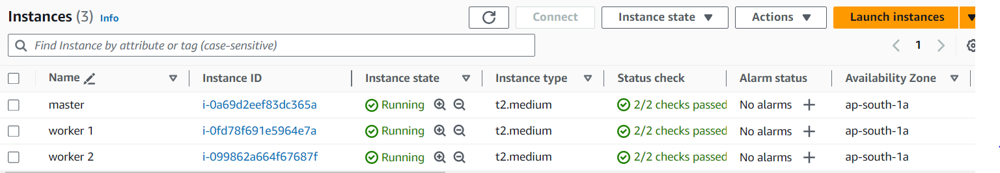 Instances (3) Info Connect Instance state Actions Launch instances
Find Instance by attribute or tag (case-sensitive) 1
Name Instance ID Instance state Instance type Status check Alarm status Availability Zone
master i-0a69d2eef83dc365a Running t2.medium 2/2 checks passed No alarms ap-south-1a
worker 1 i-0fd78f691e5964e7a Running t2.medium 2/2 checks passed No alarms ap-south-1a
worker 2 i-099862a664f67687f Running t2.medium 2/2 checks passed No alarms ap-south-1a